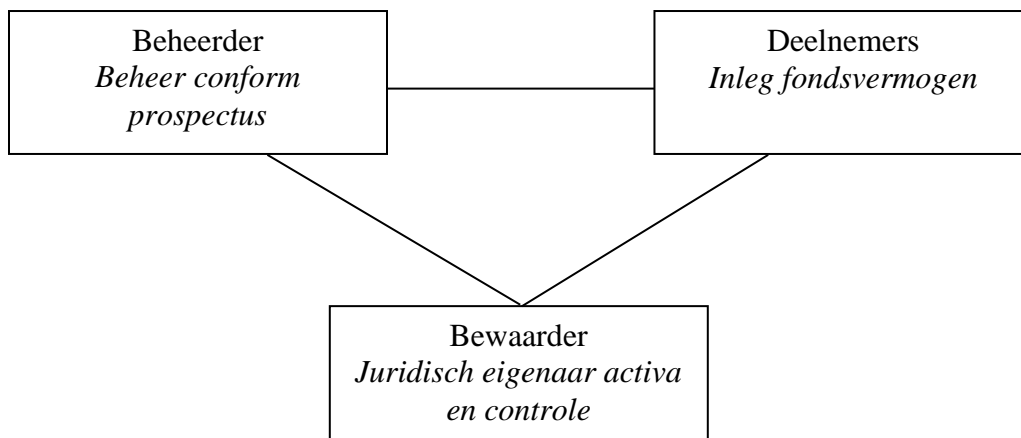 Beheerder
Beheer conform
prospectus
Deelnemers
Inleg fondsvermogen
Bewaarder
Juridisch eigenaar activa
en controle